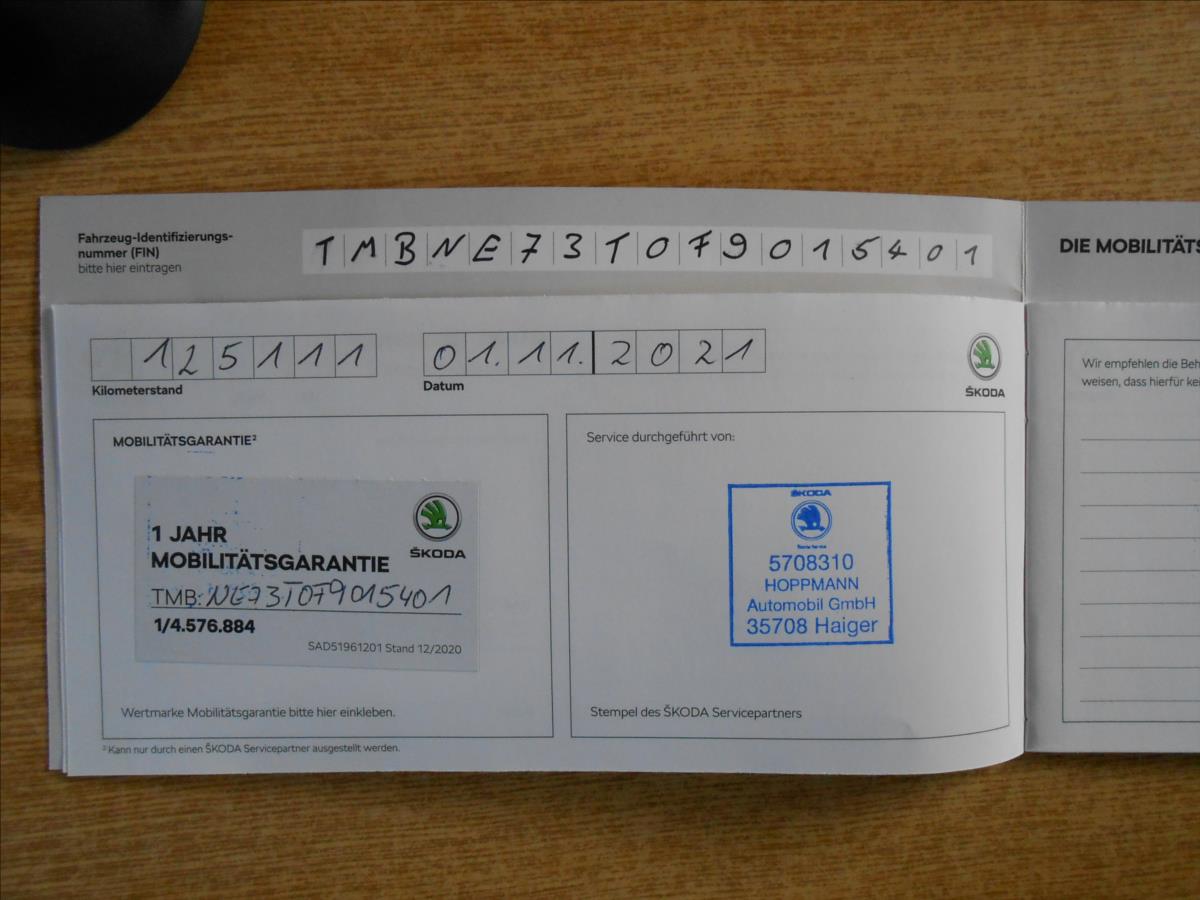 Fahrzeug-Identifizierungs-
nummer (FIN)
bitte hier eintragen
TMBNE73T0F9015401
DIE MOBILITÄTS
125111
Kilometerstand
01.11.2021
Datum
ŠKODA
MOBILITÄTSGARANTIE²
1 JAHR
MOBILITÄTSGARANTIE
ŠKODA
TMB: NE73T0F9015401
1/4.576.884
SAD51961201 Stand 12/2020
Wertmarke Mobilitätsgarantie bitte hier einkleben.
² Kann nur durch einen ŠKODA Servicepartner ausgestellt werden.
Service durchgeführt von:
ŠKODA
5708310
HOPPMANN
Automobil GmbH
35708 Haiger
Stempel des ŠKODA Servicepartners
Wir empfehlen die Beh
weisen, dass hierfür kei